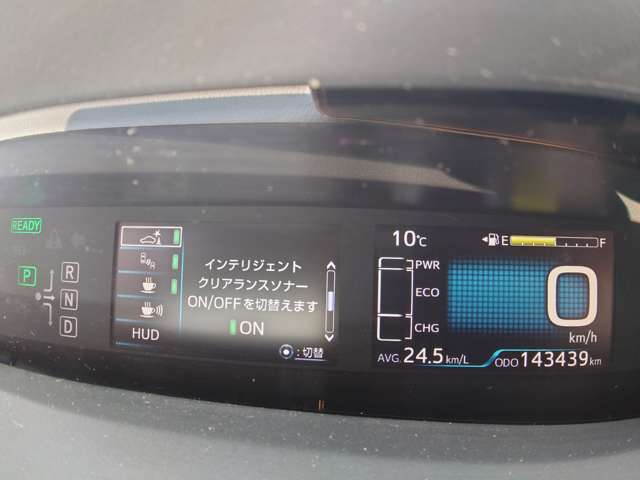 READY
P
R
N
D
インテリジェント
クリアランスソナー
ON/OFFを切替えます
ON
HUD
:切替
10℃
E F
PWR
ECO
CHG
0
km/h
AVG. 24.5 km/L
ODO 143439 km